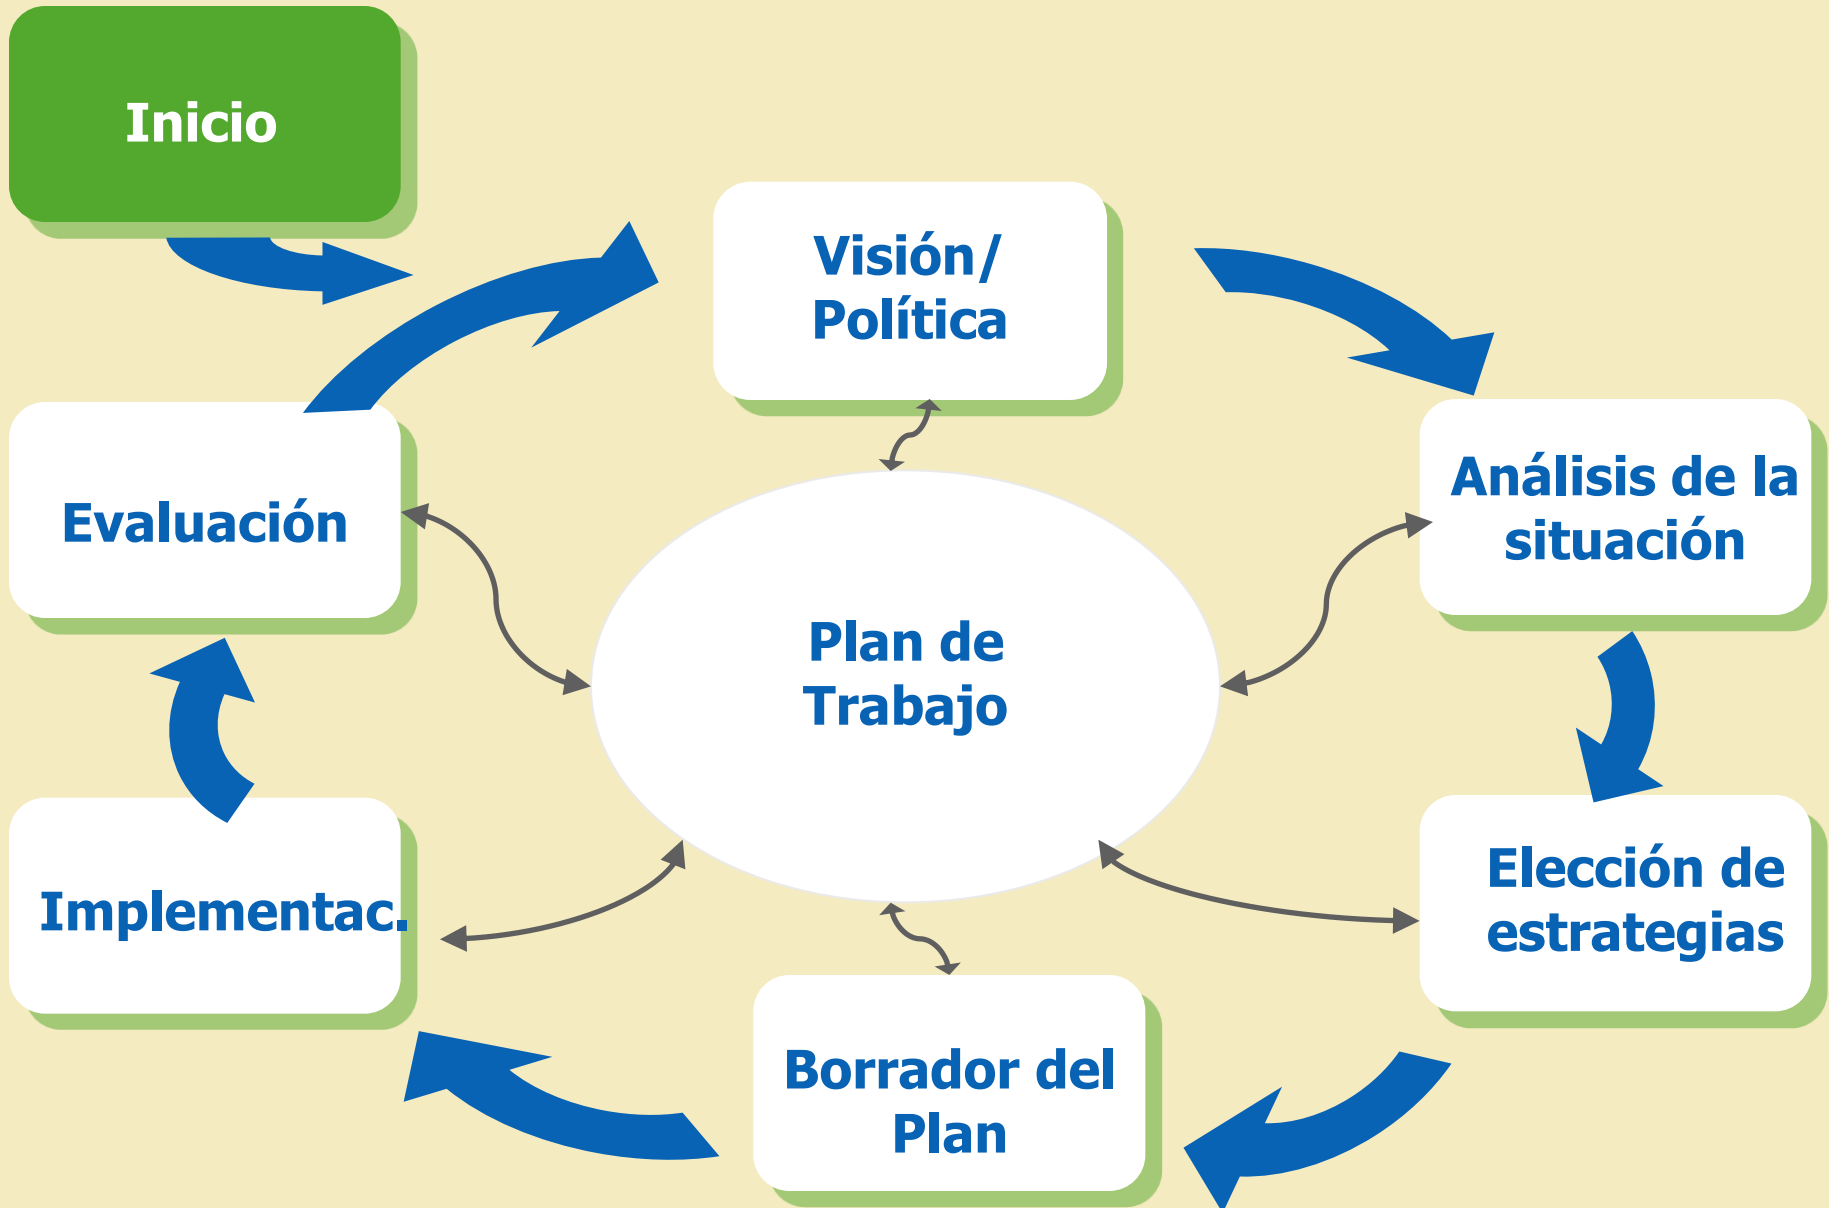 Inicio
Visión/
Política
Análisis de la
situación
Evaluación
Plan de
Trabajo
Elección de
estrategias
Implementac.
Borrador del
Plan